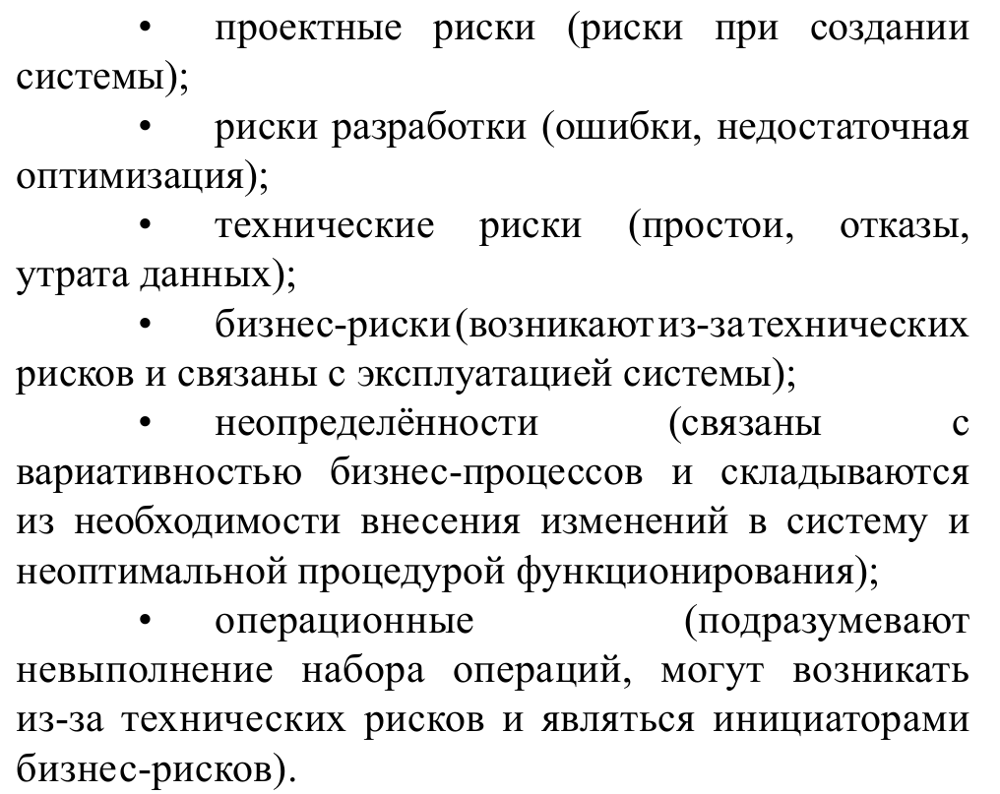 • проектные риски (риски при создании
системы);
• риски разработки (ошибки, недостаточная
оптимизация);
• технические риски (простои, отказы,
утрата данных);
• бизнес-риски (возникают из-за технических
рисков и связаны с эксплуатацией системы);
• неопределённости (связаны с
вариативностью бизнес-процессов и складываются
из необходимости внесения изменений в систему и
неоптимальной процедурой функционирования);
• операционные (подразумевают
невыполнение набора операций, могут возникать
из-за технических рисков и являться инициаторами
бизнес-рисков).